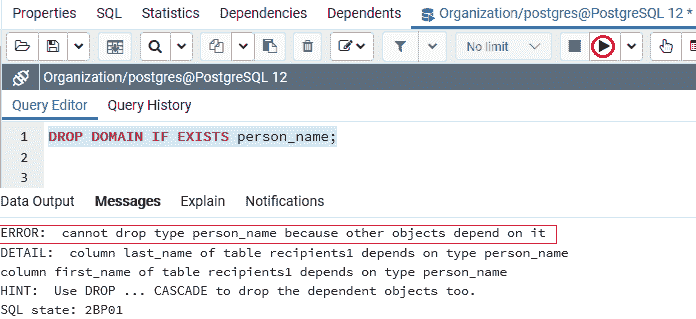 Properties SQL Statistics Dependencies Dependents Organization/postgres@PostgreSQL 12 *
No limit
Organization/postgres@PostgreSQL 12
Query Editor Query History
1 DROP DOMAIN IF EXISTS person_name;
2
3
Data Output Messages Explain Notifications
ERROR: cannot drop type person_name because other objects depend on it
DETAIL: column last_name of table recipients1 depends on type person_name
column first_name of table recipients1 depends on type person_name
HINT: Use DROP ... CASCADE to drop the dependent objects too.
SQL state: 2BP01